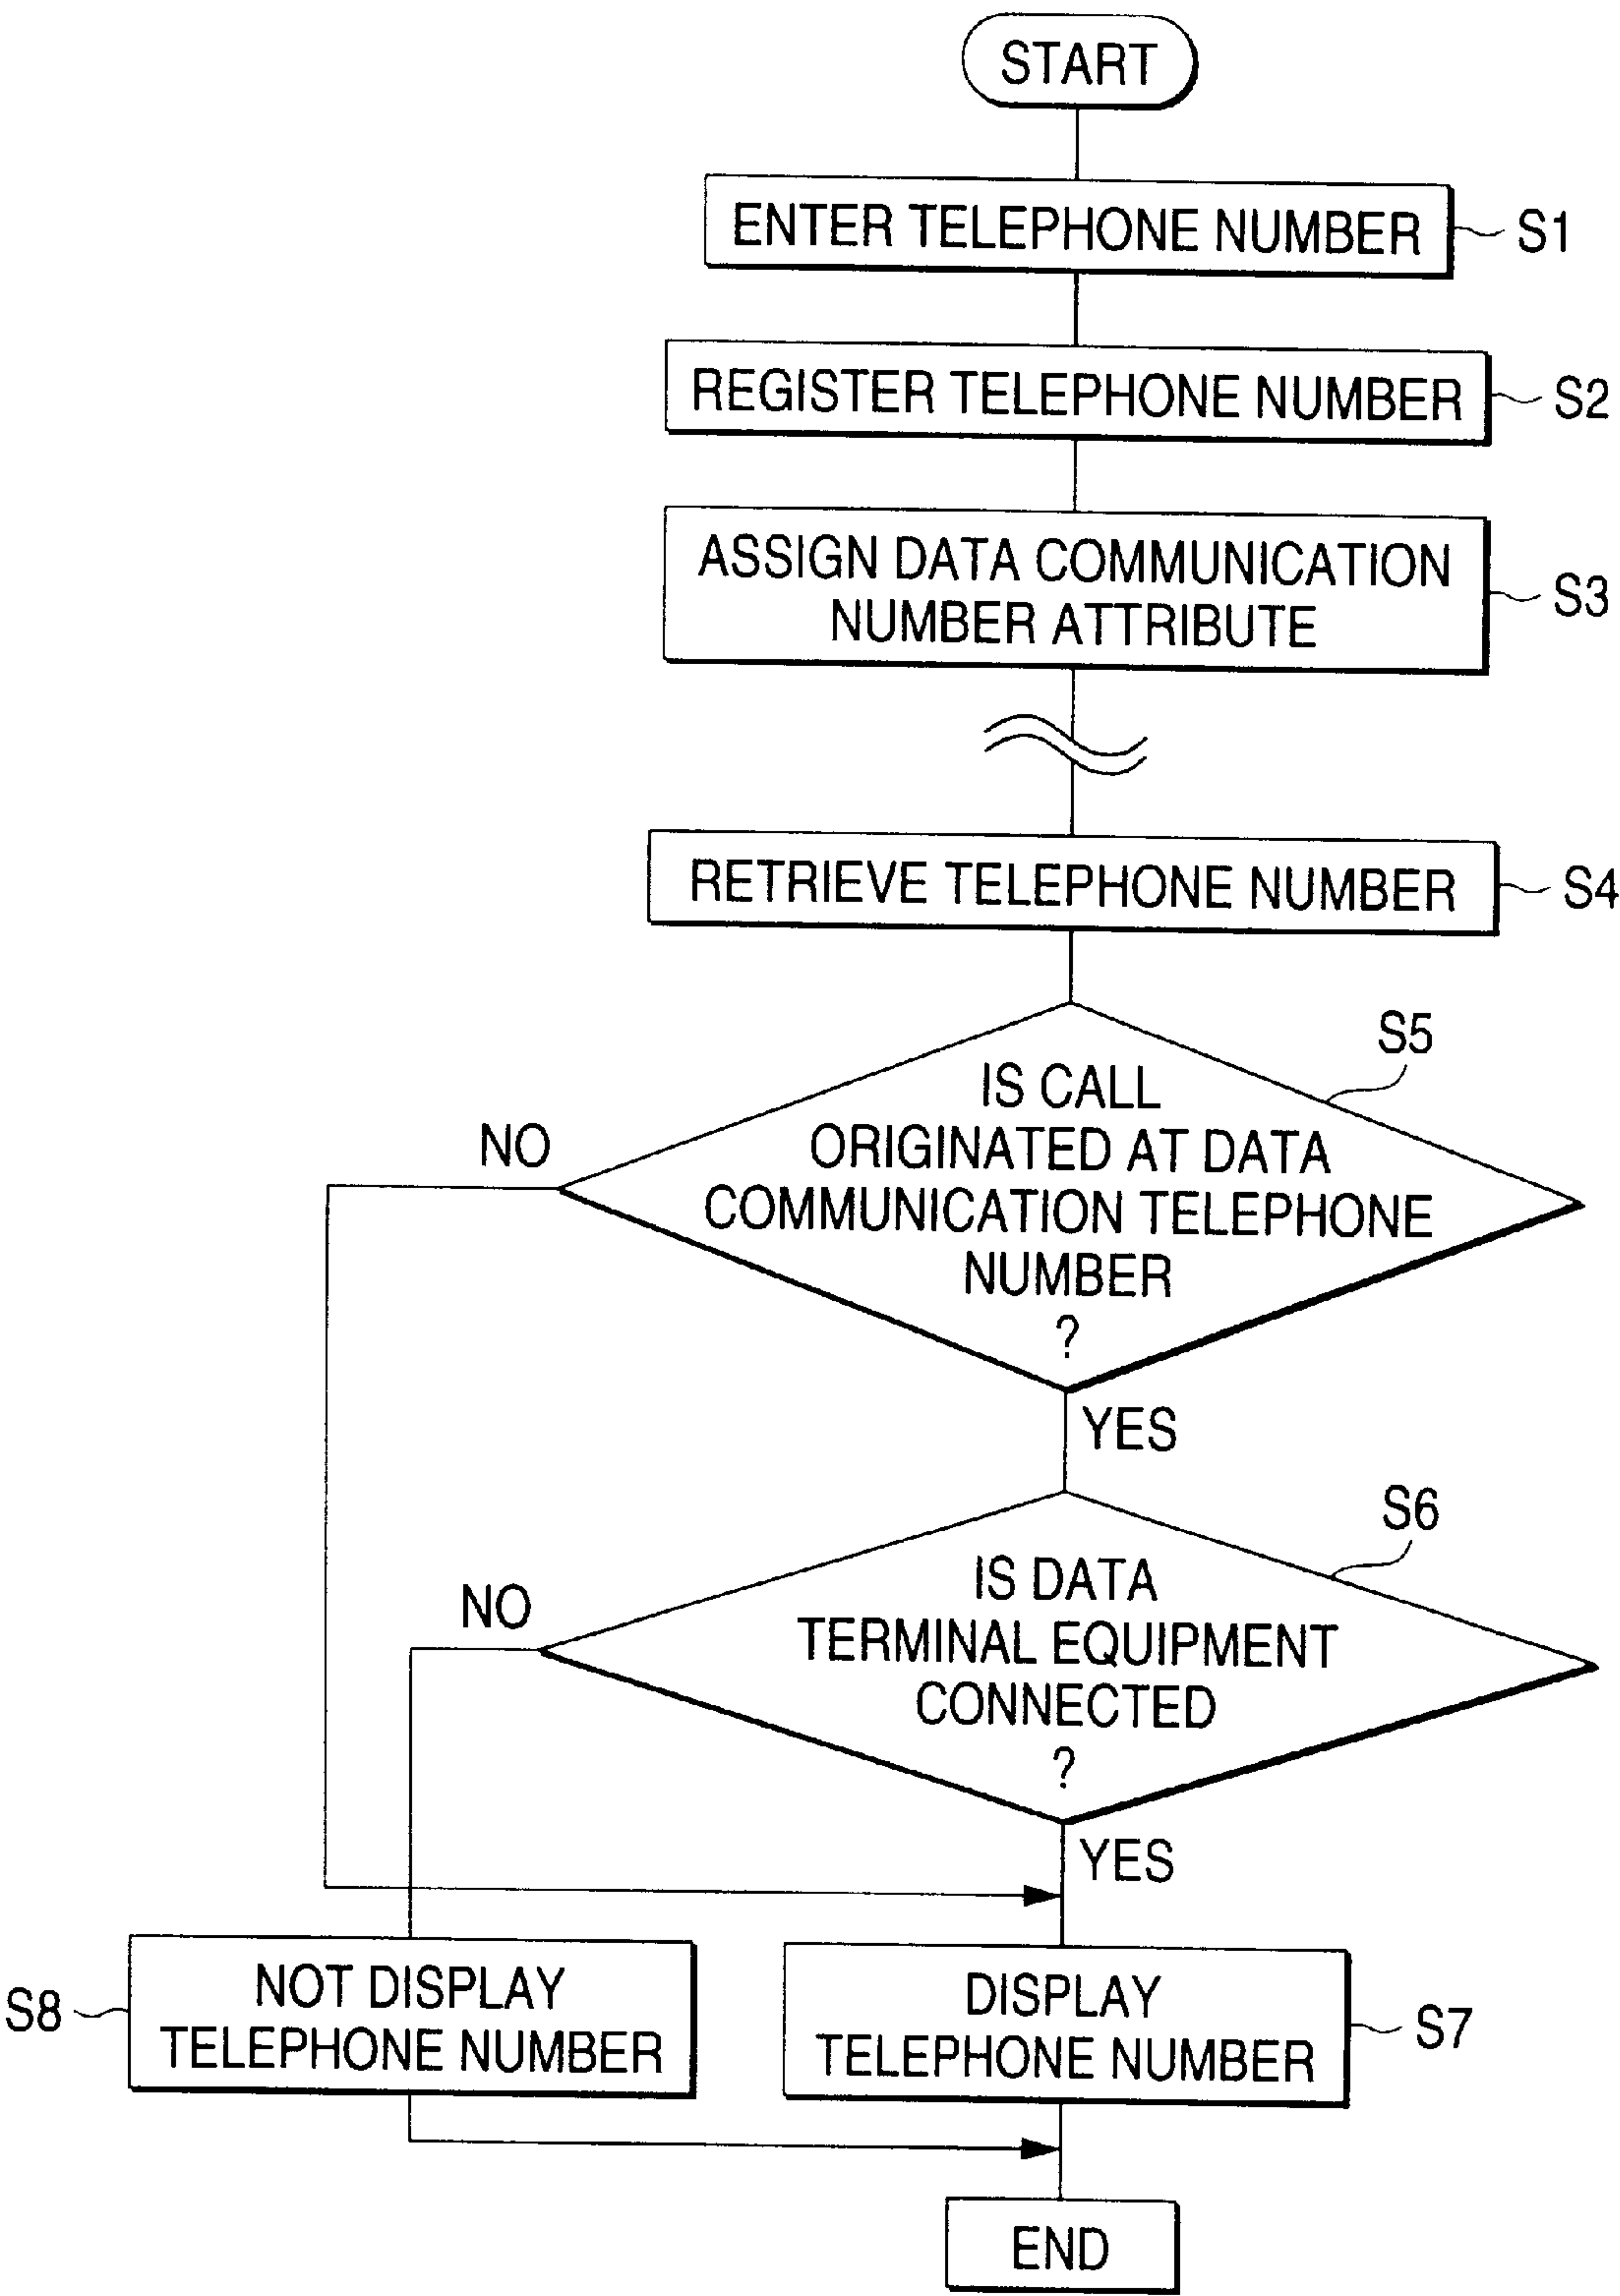 START
ENTER TELEPHONE NUMBER
S1
REGISTER TELEPHONE NUMBER
S2
ASSIGN DATA COMMUNICATION
NUMBER ATTRIBUTE
S3
RETRIEVE TELEPHONE NUMBER
S4
S5
IS CALL
ORIGINATED AT DATA
COMMUNICATION TELEPHONE
NUMBER
?
NO
YES
S6
IS DATA
TERMINAL EQUIPMENT
CONNECTED
?
NO
YES
S8
NOT DISPLAY
TELEPHONE NUMBER
DISPLAY
TELEPHONE NUMBER
S7
END